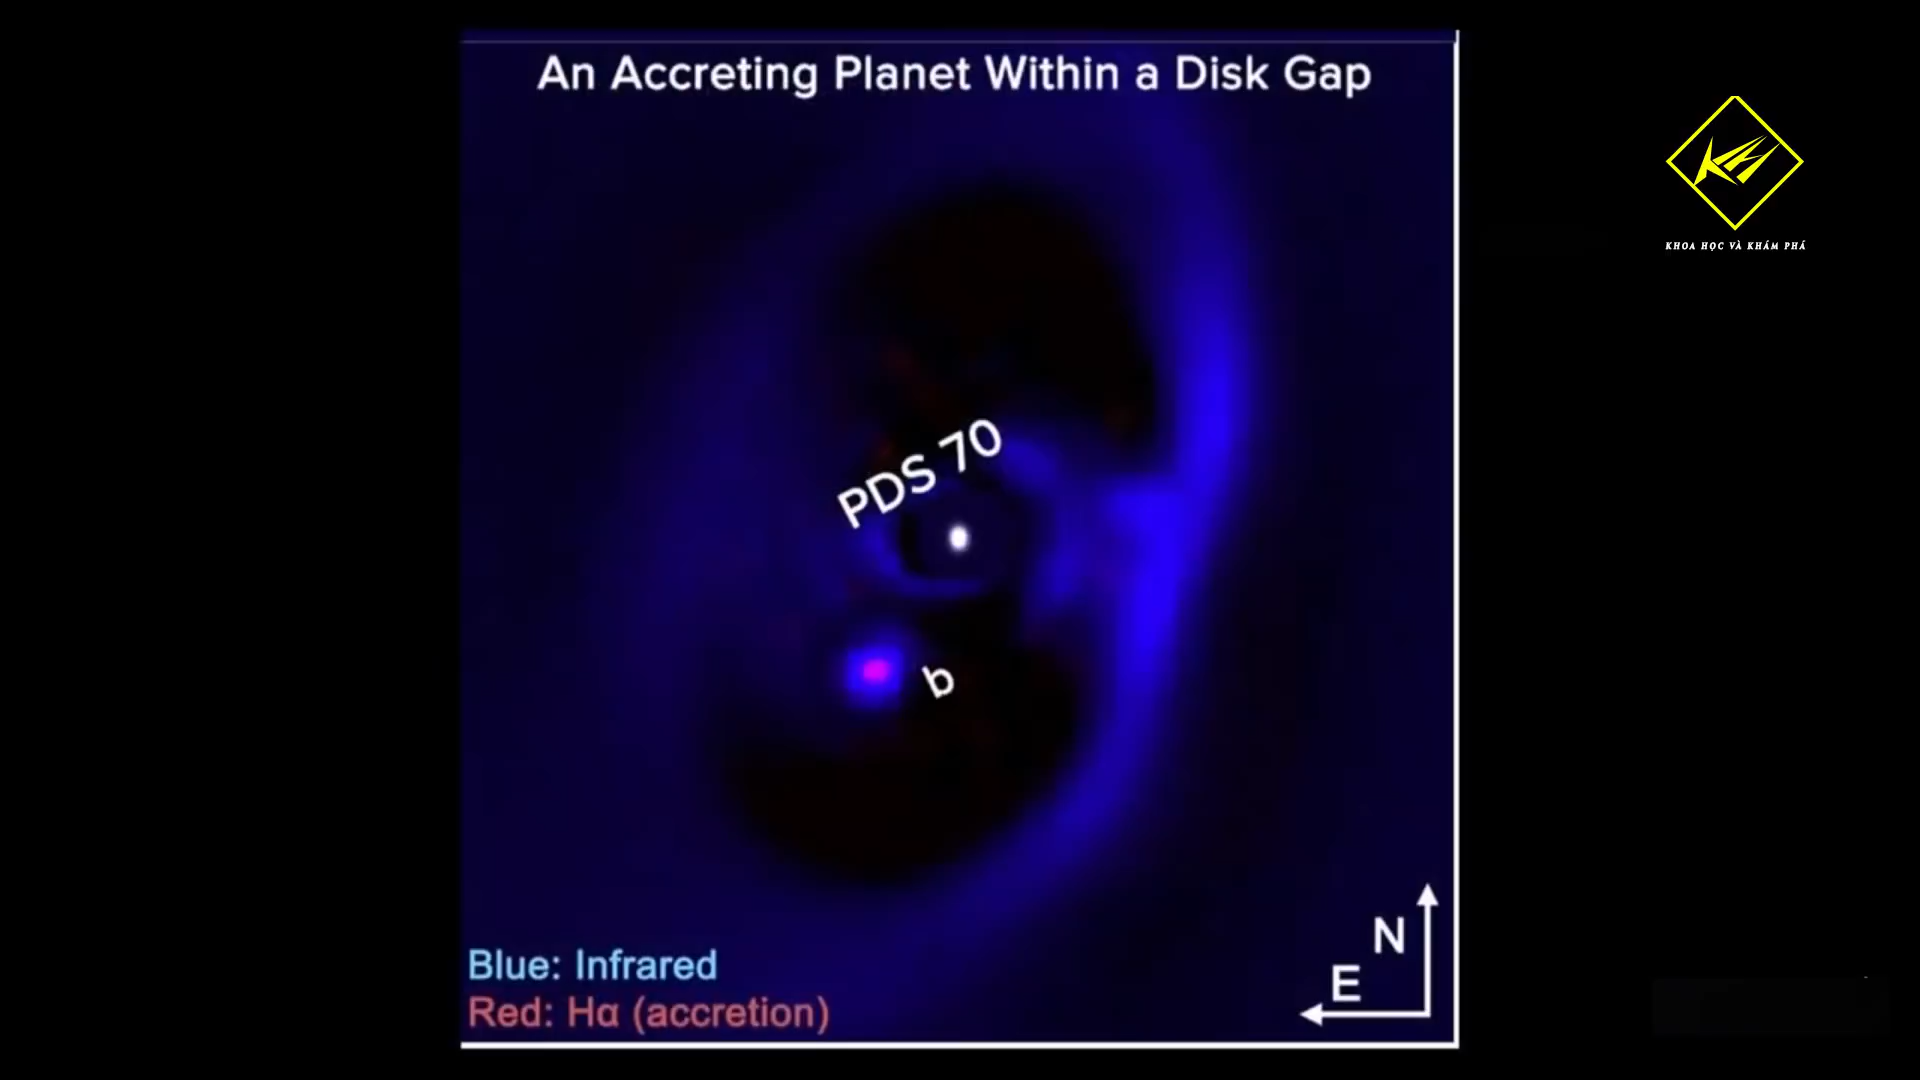 An Accreting Planet Within a Disk Gap
KHOA HỌC VÀ KHÁM PHÁ
PDS 70
b
N
E
Blue: Infrared
Red: Hα (accretion)